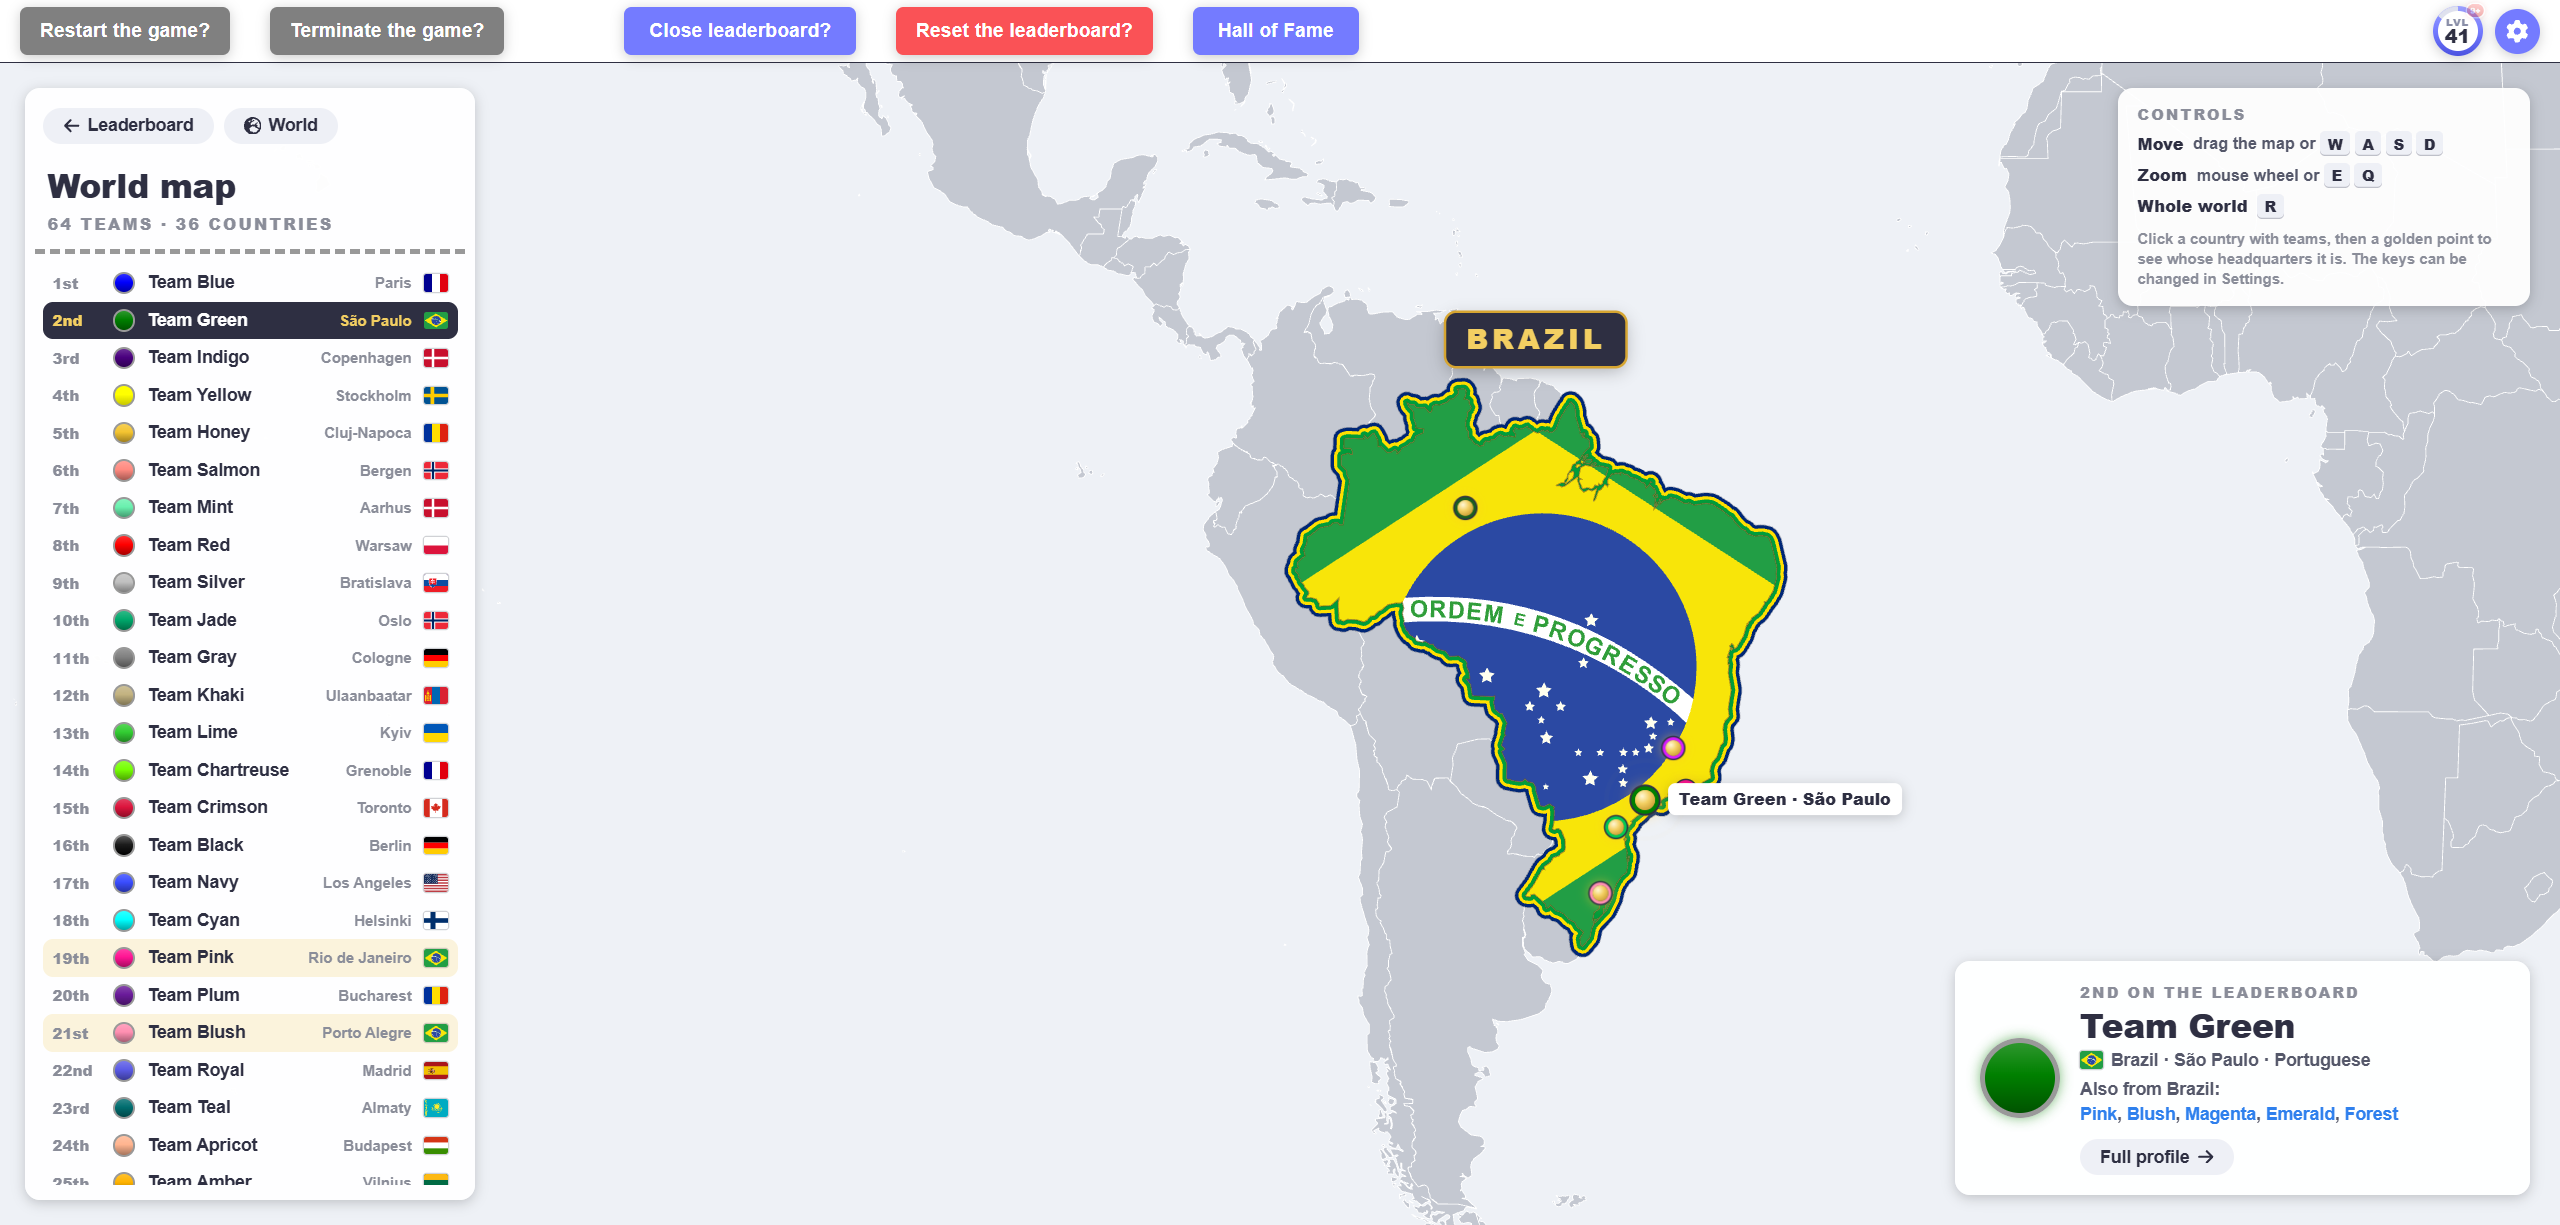 Restart the game?
Terminate the game?
Close leaderboard?
Reset the leaderboard?
Hall of Fame
LVL
41
Leaderboard
World
World map
64 TEAMS · 36 COUNTRIES
1st Team Blue Paris
2nd Team Green São Paulo
3rd Team Indigo Copenhagen
4th Team Yellow Stockholm
5th Team Honey Cluj-Napoca
6th Team Salmon Bergen
7th Team Mint Aarhus
8th Team Red Warsaw
9th Team Silver Bratislava
10th Team Jade Oslo
11th Team Gray Cologne
12th Team Khaki Ulaanbaatar
13th Team Lime Kyiv
14th Team Chartreuse Grenoble
15th Team Crimson Toronto
16th Team Black Berlin
17th Team Navy Los Angeles
18th Team Cyan Helsinki
19th Team Pink Rio de Janeiro
20th Team Plum Bucharest
21st Team Blush Porto Alegre
22nd Team Royal Madrid
23rd Team Teal Almaty
24th Team Apricot Budapest
25th Team Amber Vilnius
BRAZIL
ORDEM E PROGRESSO
Team Green · São Paulo
CONTROLS
Move drag the map or W A S D
Zoom mouse wheel or E Q
Whole world R
Click a country with teams, then a golden point to
see whose headquarters it is. The keys can be
changed in Settings.
2ND ON THE LEADERBOARD
Team Green
Brazil · São Paulo · Portuguese
Also from Brazil:
Pink, Blush, Magenta, Emerald, Forest
Full profile